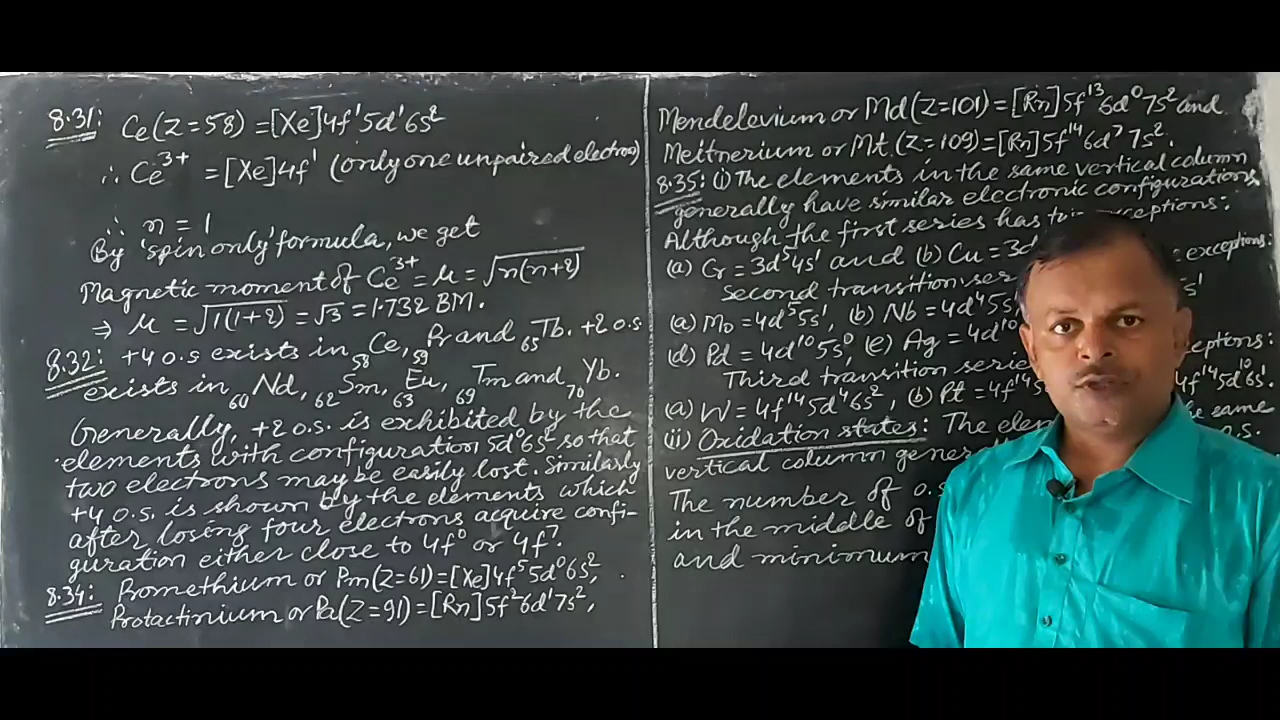 8.31: Ce(Z=58) = [Xe]4f¹5d¹6s²
∴ Ce³⁺ = [Xe]4f¹ (only one unpaired electron)
∴ n = 1
By 'spin only' formula, we get
Magnetic moment of Ce³⁺ = μ = √n(n+2)
⇒ μ = √1(1+2) = √3 = 1.732 BM.
8.32: +4 o.s exists in ₅₈Ce, ₅₉Pr and ₆₅Tb. +2 o.s
exists in ₆₀Nd, ₆₂Sm, ₆₃Eu, ₆₉Tm and ₇₀Yb.
Generally, +2 o.s. is exhibited by the
elements with configuration 5d⁰6s² so that
two electrons may be easily lost. Similarly
+4 o.s. is shown by the elements which
after losing four electrons acquire confi-
guration either close to 4f⁰ or 4f⁷.
8.34: Promethium or Pm(Z=61) = [Xe]4f⁵5d⁰6s²,
Protactinium or Pa(Z=91) = [Rn]5f²6d¹7s²,
Mendelevium or Md(Z=101) = [Rn]5f¹³6d⁰7s² and
Meitnerium or Mt (Z=109) = [Rn]5f¹⁴6d⁷7s².
8.35: (i) The elements in the same vertical column
generally have similar electronic configurations.
Although the first series has two exceptions:
(a) Cr = 3d⁵4s¹ and (b) Cu = 3d exceptions:
Second transition ser
(a) Mo = 4d⁵5s¹, (b) Nb = 4d⁴5s s¹
(d) Pd = 4d¹⁰5s⁰, (e) Ag = 4d¹⁰
Third transition series ceptions:
(a) W = 4f¹⁴5d⁴6s², (b) Pt = 4f¹⁴5 4f¹⁴5d¹⁰6s¹.
(ii) Oxidation states: The elem same
vertical column gener o.s.
The number of o.s
in the middle of
and minimum